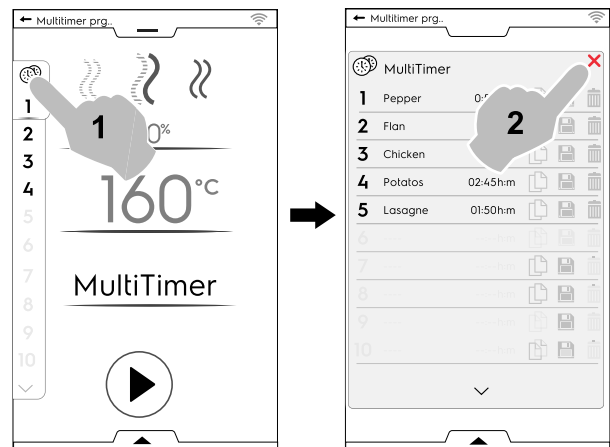 Multitimer prg..
1
2
3
4
5
6
7
8
9
10
1
0%
160°C
MultiTimer
Multitimer prg..
MultiTimer
1 Pepper 0:
2 Flan
3 Chicken
4 Potatos 02:45h:m
5 Lasagne 01:50h:m
6 --- --:--h:m
7 --- --:--h:m
8 --- --:--h:m
9 --- --:--h:m
10 --- --:--h:m
2